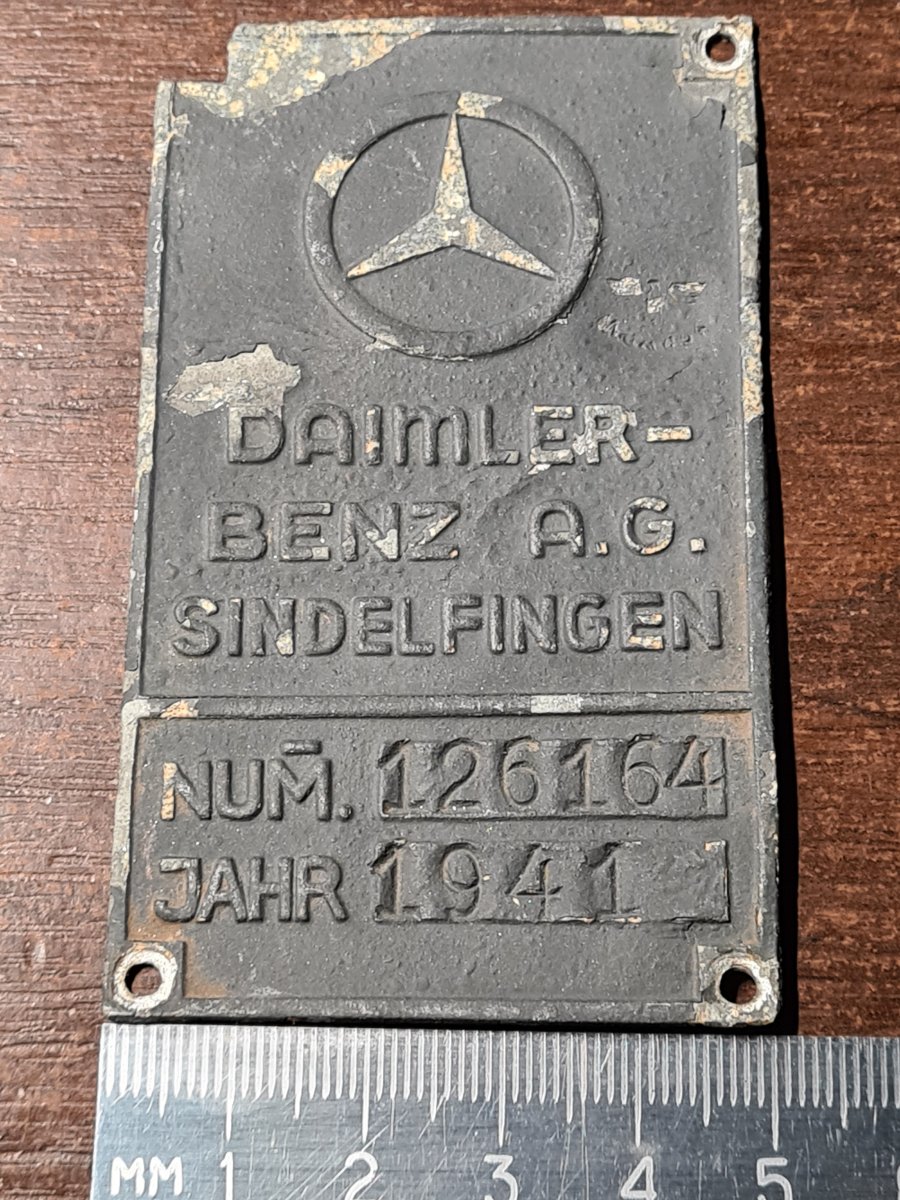 DAIMLER-
BENZ A.G.
SINDELFINGEN
NUM̄. 126164
JAHR 1941
MM 1 2 3 4 5